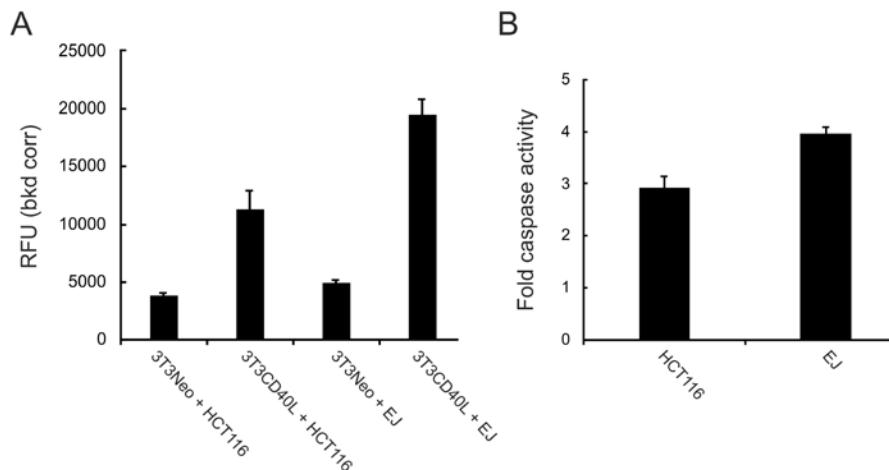 A
RFU (bkd corr)
25000
20000
15000
10000
5000
0
3T3Neo + HCT116
3T3CD40L + HCT116
3T3Neo + EJ
3T3CD40L + EJ
B
Fold caspase activity
5
4
3
2
1
0
HCT116
EJ